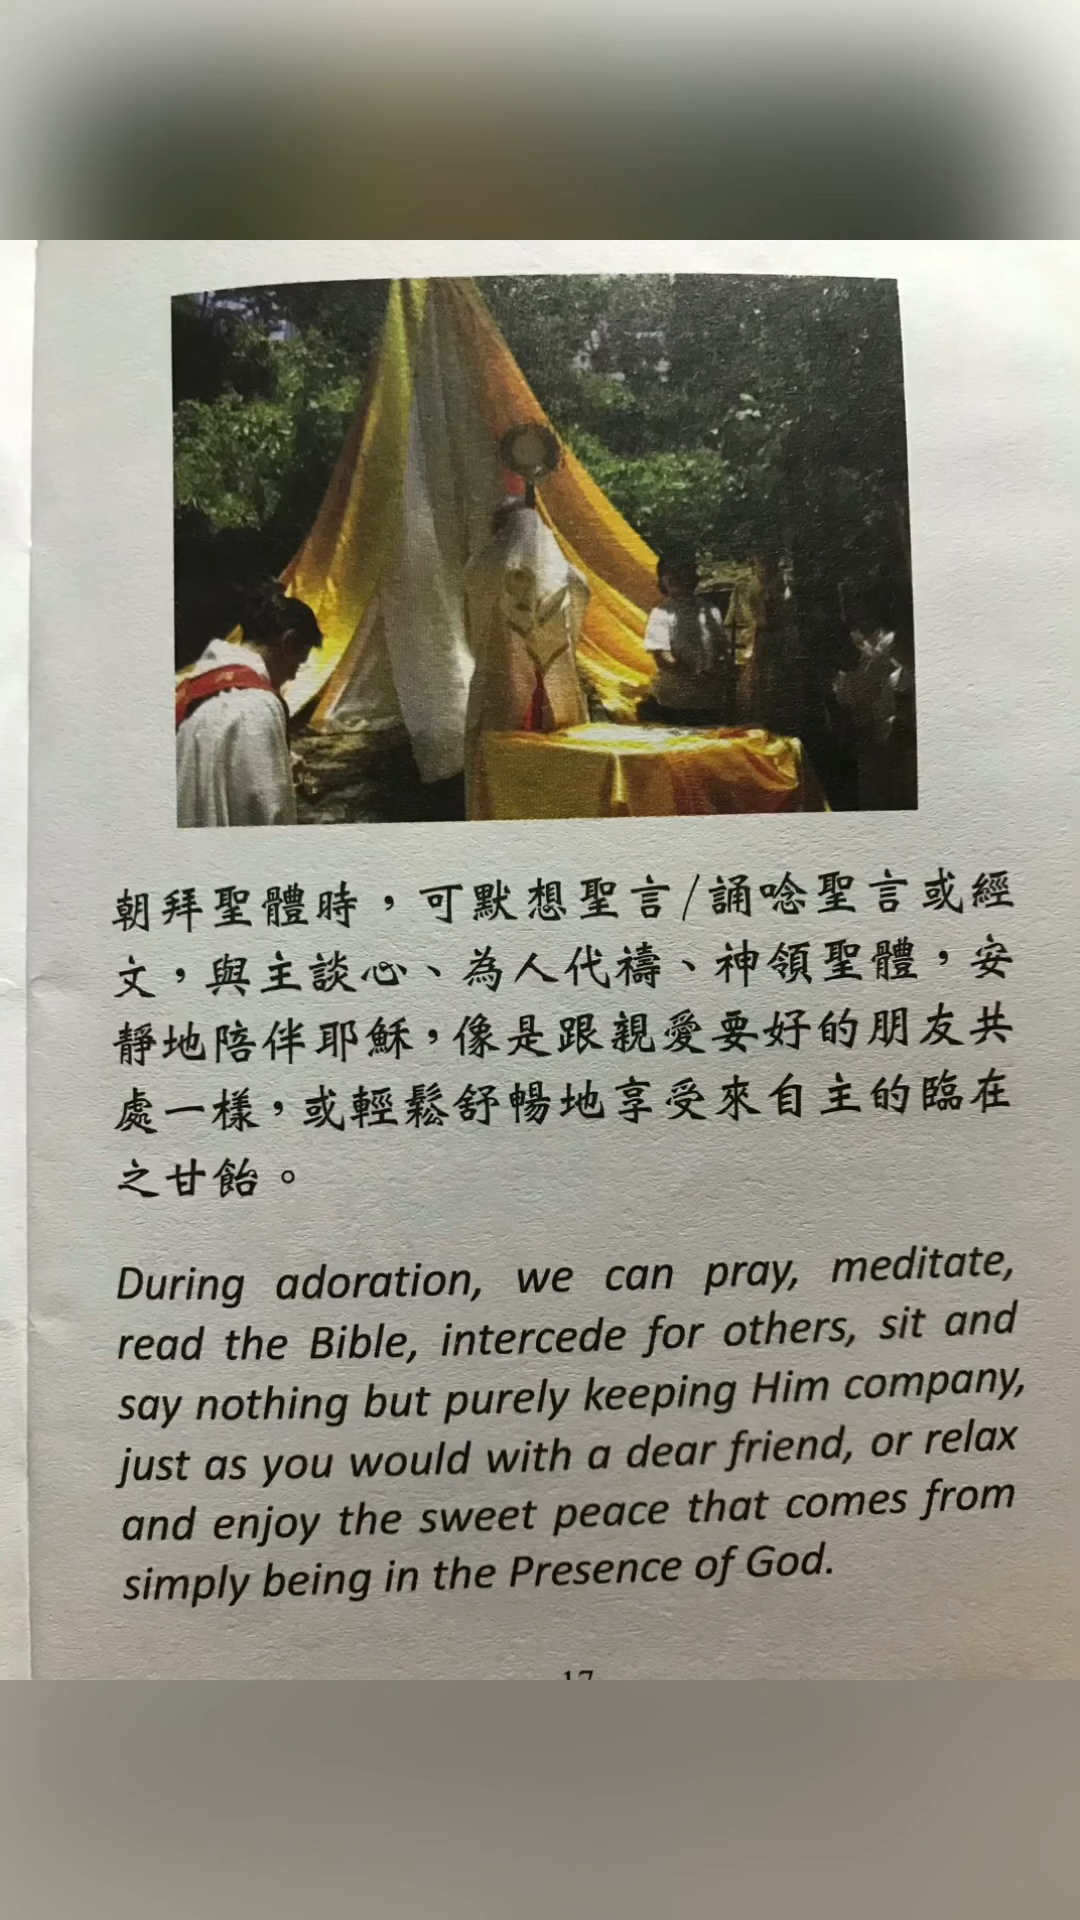 朝拜聖體時，可默想聖言/誦唸聖言或經
文，與主談心、為人代禱、神領聖體，安
靜地陪伴耶穌，像是跟親愛要好的朋友共
處一樣，或輕鬆舒暢地享受來自主的臨在
之甘飴。
During adoration, we can pray, meditate,
read the Bible, intercede for others, sit and
say nothing but purely keeping Him company,
just as you would with a dear friend, or relax
and enjoy the sweet peace that comes from
simply being in the Presence of God.
17